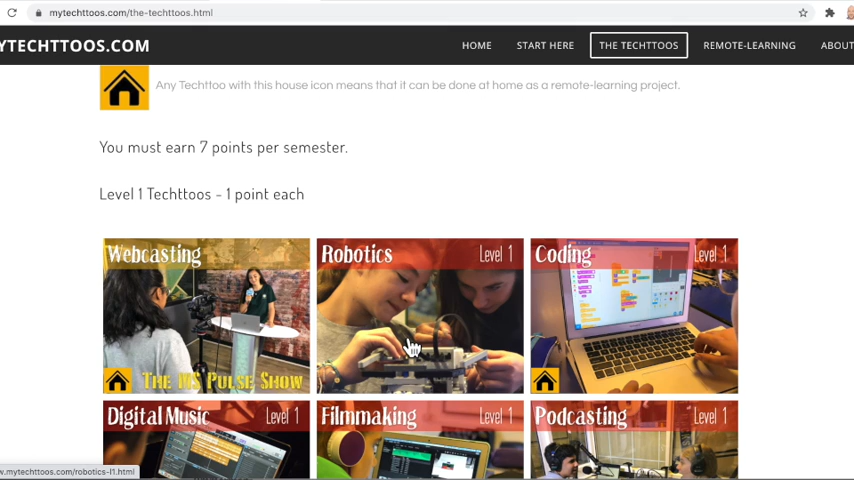 mytechttoos.com/the-techttoos.html
YTECHTTOOS.COM
HOME
START HERE
THE TECHTTOOS
REMOTE-LEARNING
ABOU
Any Techttoo with this house icon means that it can be done at home as a remote-learning project.
You must earn 7 points per semester.
Level 1 Techttoos - 1 point each
Webcasting
THE MS PULSE SHOW
Robotics Level 1
Coding Level 1
Digital Music Level 1
Filmmaking Level 1
Podcasting Level 1
w.mytechttoos.com/robotics-l1.html